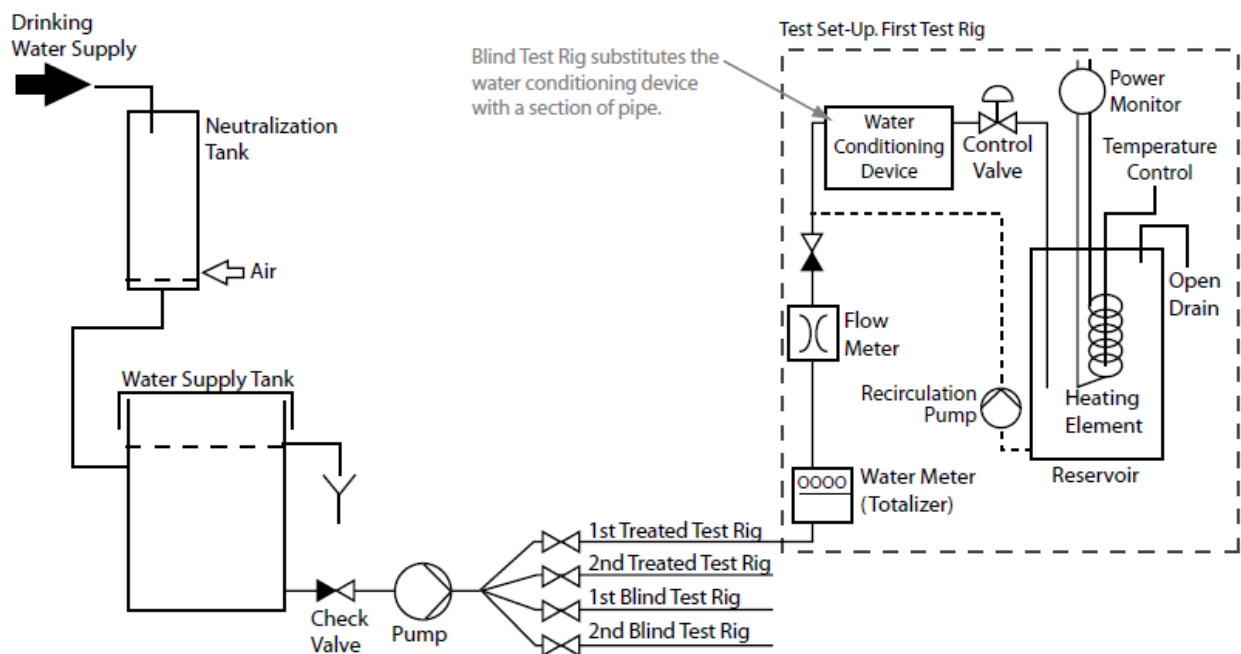 Drinking
Water Supply
Neutralization
Tank
Air
Water Supply Tank
Check
Valve
Pump
1st Treated Test Rig
2nd Treated Test Rig
1st Blind Test Rig
2nd Blind Test Rig
Blind Test Rig substitutes the
water conditioning device
with a section of pipe.
Test Set-Up. First Test Rig
Water
Conditioning
Device
Control
Valve
Power
Monitor
Temperature
Control
Open
Drain
Flow
Meter
Recirculation
Pump
Heating
Element
Reservoir
OOOO
Water Meter
(Totalizer)